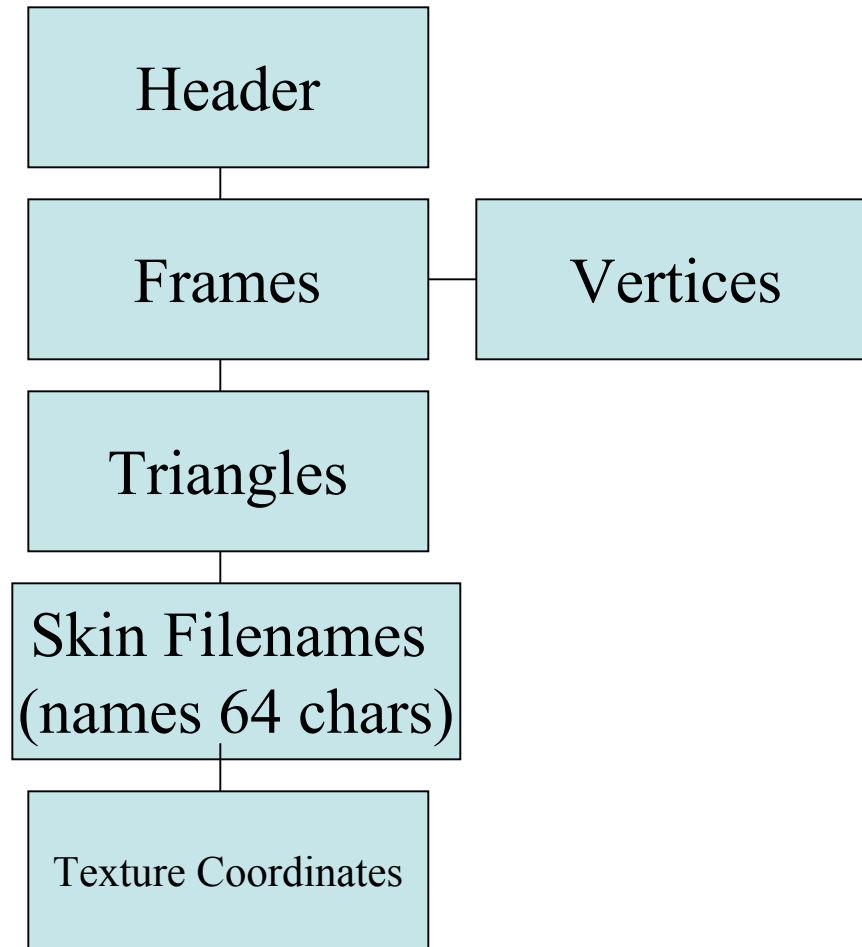 Header
Frames
Vertices
Triangles
Skin Filenames
(names 64 chars)
Texture Coordinates